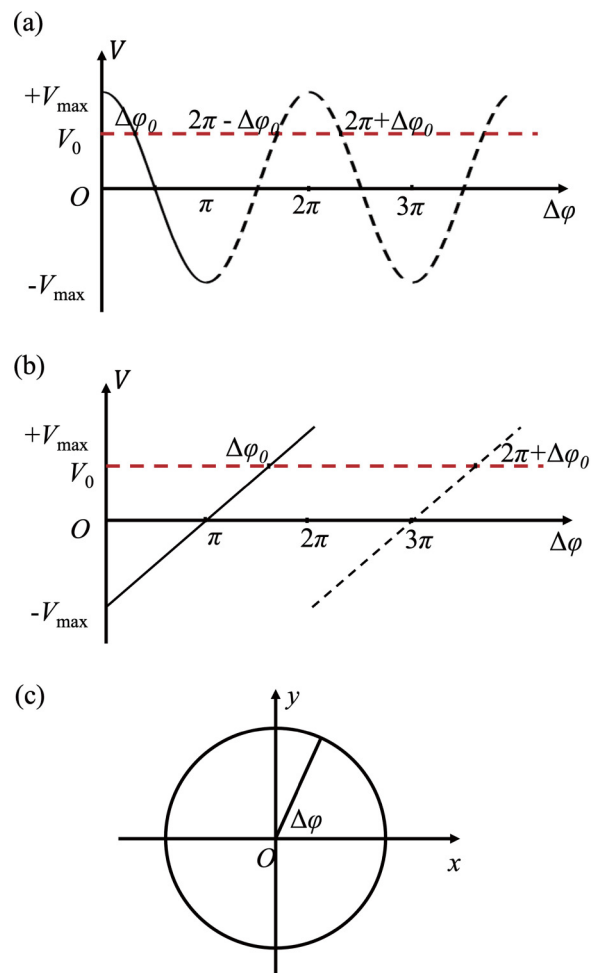 (a)
V
+Vmax
Δφ0 2π - Δφ0 2π+Δφ0
V0
O π 2π 3π Δφ
-Vmax
(b)
V
+Vmax
Δφ0 2π+Δφ0
V0
O π 2π 3π Δφ
-Vmax
(c)
y
Δφ
O x